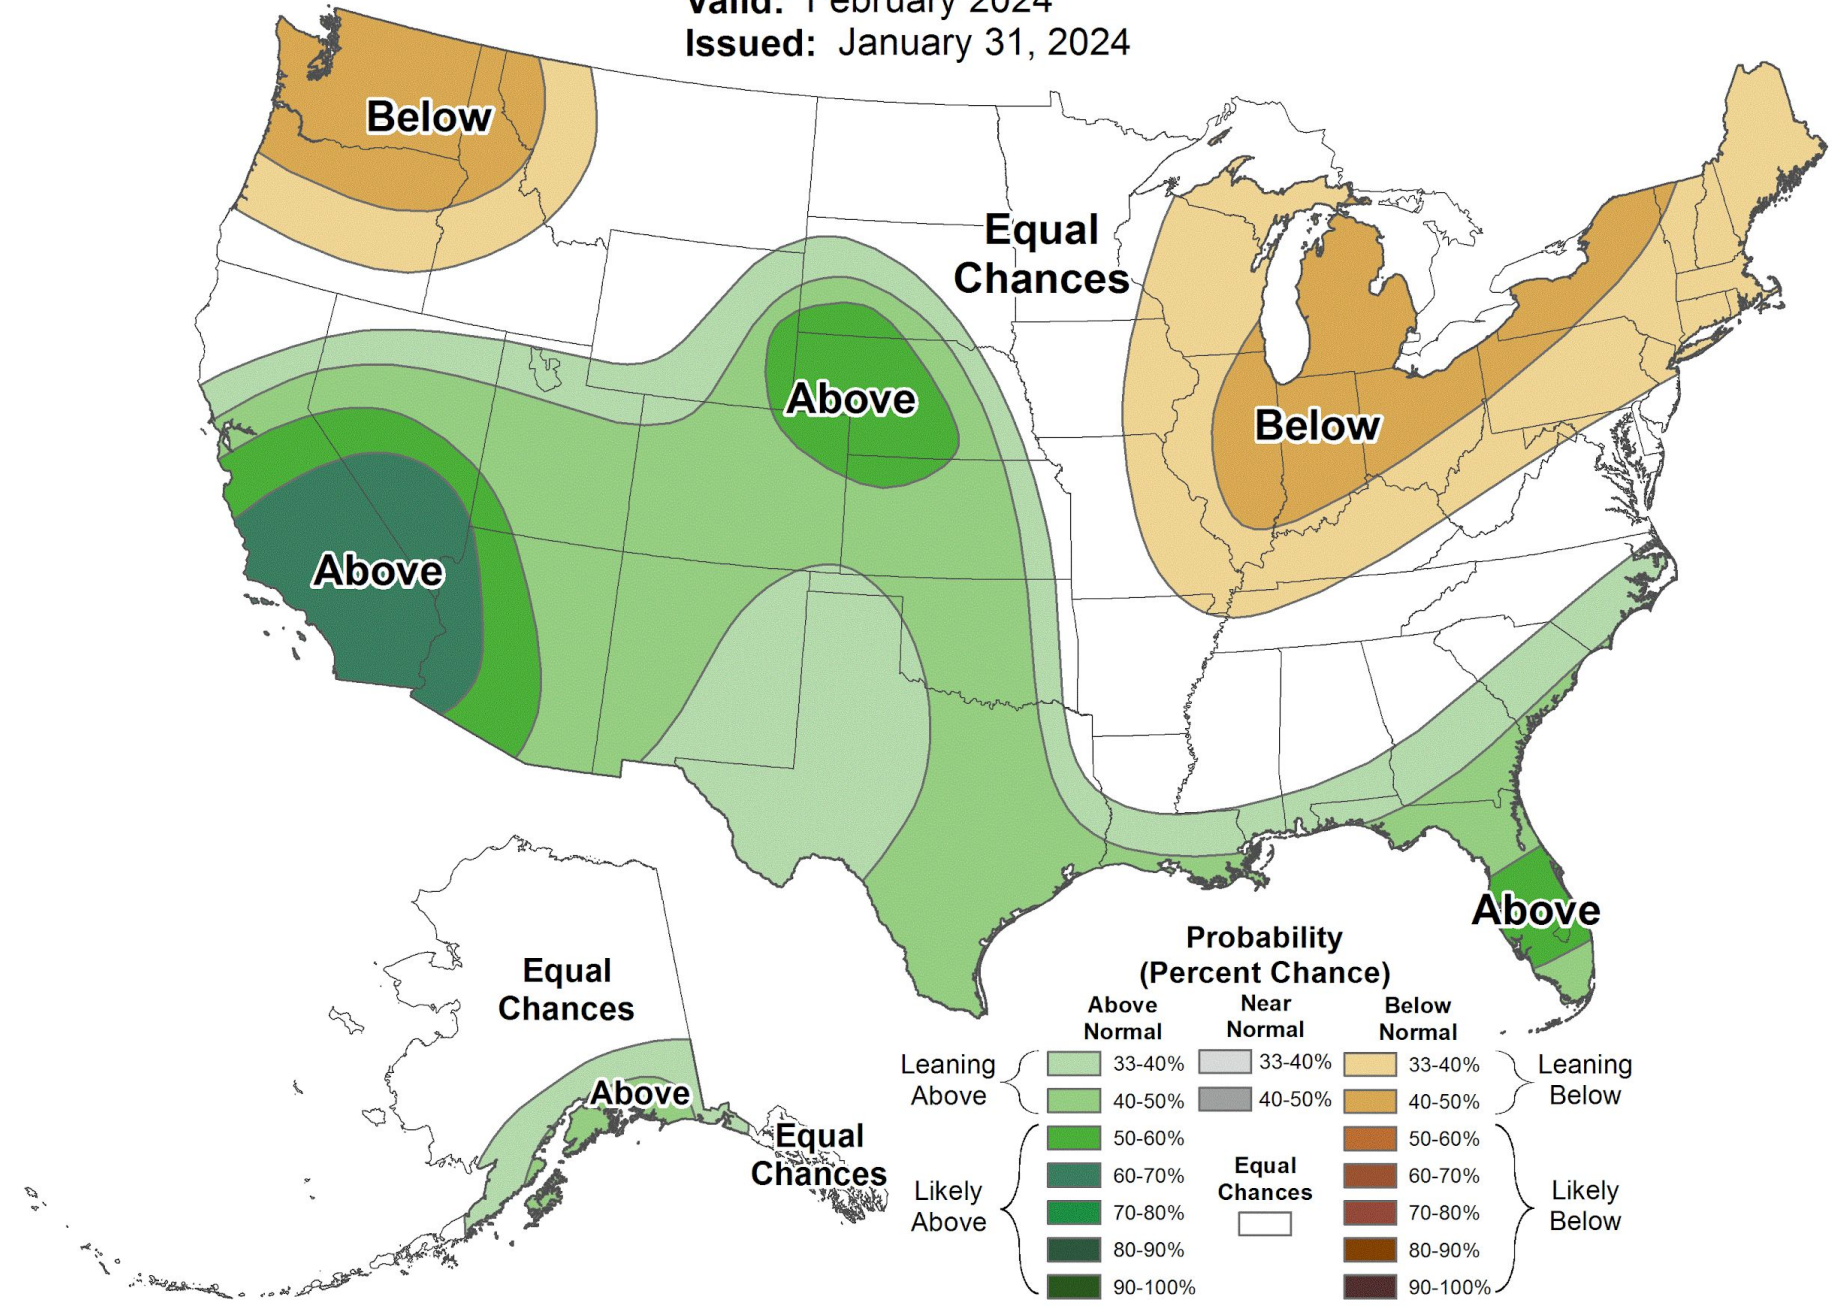 Valid: February 2024
Issued: January 31, 2024
Below
Equal
Chances
Above
Below
Above
Above
Equal
Chances
Above
Equal
Chances
Probability
(Percent Chance)
Above
Normal
Near
Normal
Below
Normal
Leaning
Above
33-40%
40-50%
33-40%
40-50%
33-40%
40-50%
Leaning
Below
Likely
Above
50-60%
60-70%
70-80%
80-90%
90-100%
Equal
Chances
50-60%
60-70%
70-80%
80-90%
90-100%
Likely
Below